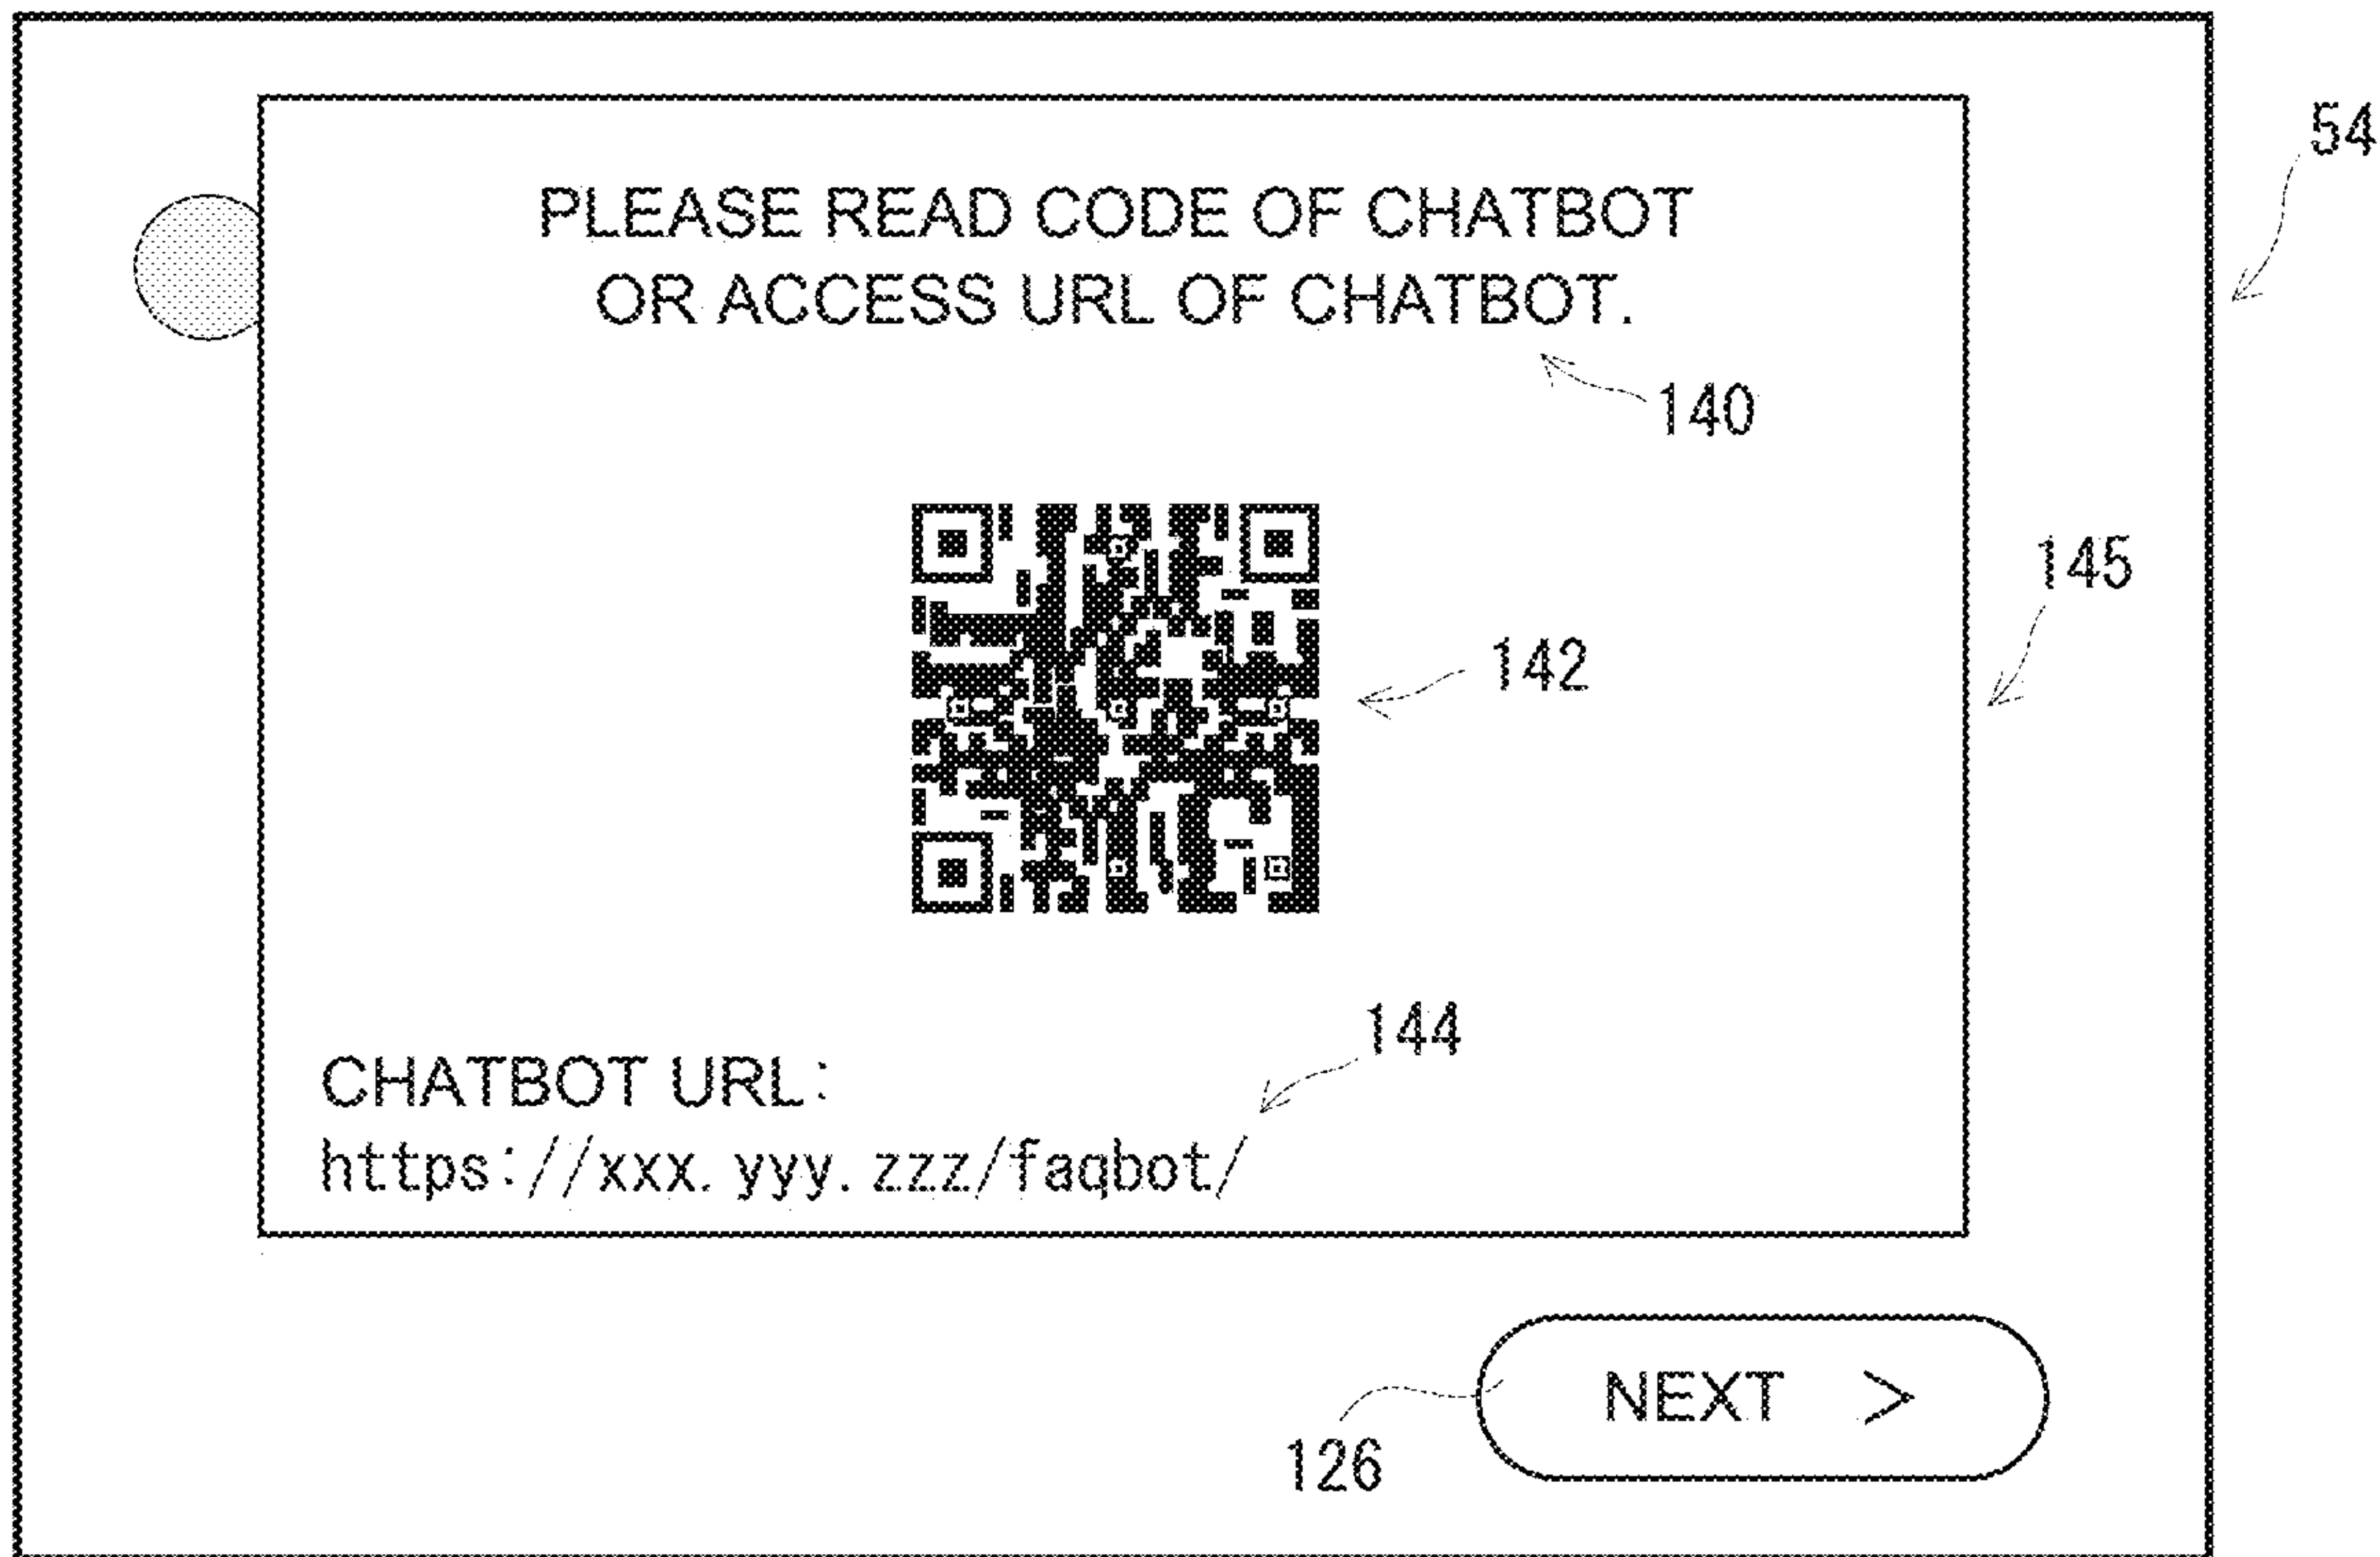 54
PLEASE READ CODE OF CHATBOT
OR ACCESS URL OF CHATBOT.
140
145
142
144
CHATBOT URL:
https://xxx.yyy.zzz/faqbot/
NEXT >
126